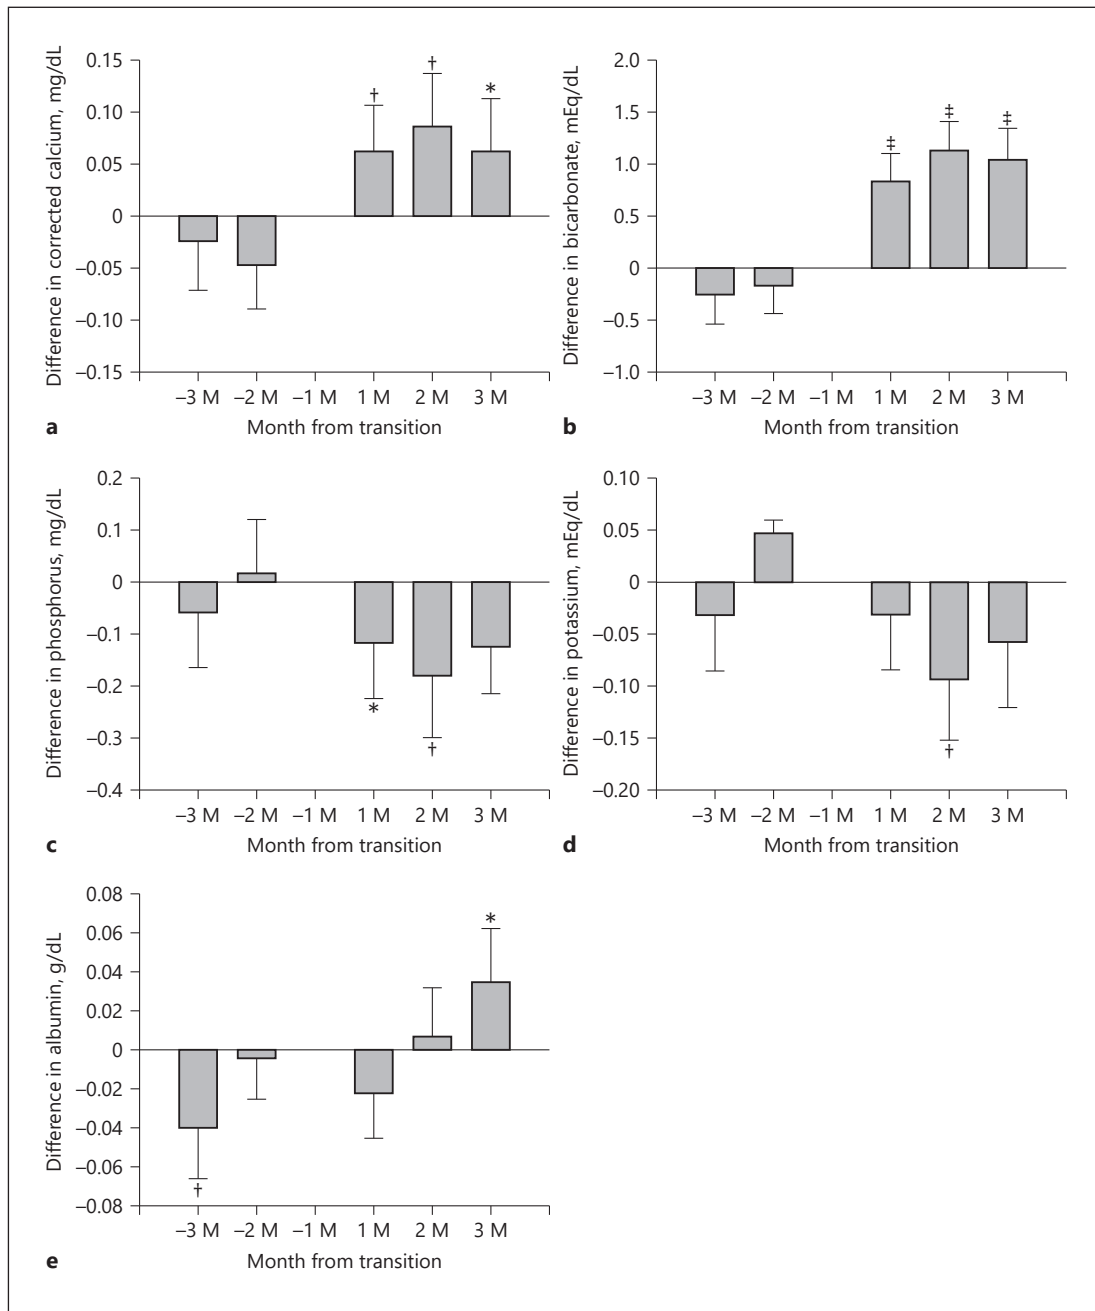 Difference in corrected calcium, mg/dL
0.15
0.10
0.05
0
–0.05
–0.10
–0.15
†
†
*
–3 M –2 M –1 M 1 M 2 M 3 M
Month from transition
a
Difference in bicarbonate, mEq/dL
2.0
1.5
1.0
0.5
0
–0.5
–1.0
‡
‡
‡
–3 M –2 M –1 M 1 M 2 M 3 M
Month from transition
b
Difference in phosphorus, mg/dL
0.2
0.1
0
–0.1
–0.2
–0.3
–0.4
*
†
–3 M –2 M –1 M 1 M 2 M 3 M
Month from transition
c
Difference in potassium, mEq/dL
0.10
0.05
0
–0.05
–0.10
–0.15
–0.20
†
–3 M –2 M –1 M 1 M 2 M 3 M
Month from transition
d
Difference in albumin, g/dL
0.08
0.06
0.04
0.02
0
–0.02
–0.04
–0.06
–0.08
†
*
–3 M –2 M –1 M 1 M 2 M 3 M
Month from transition
e